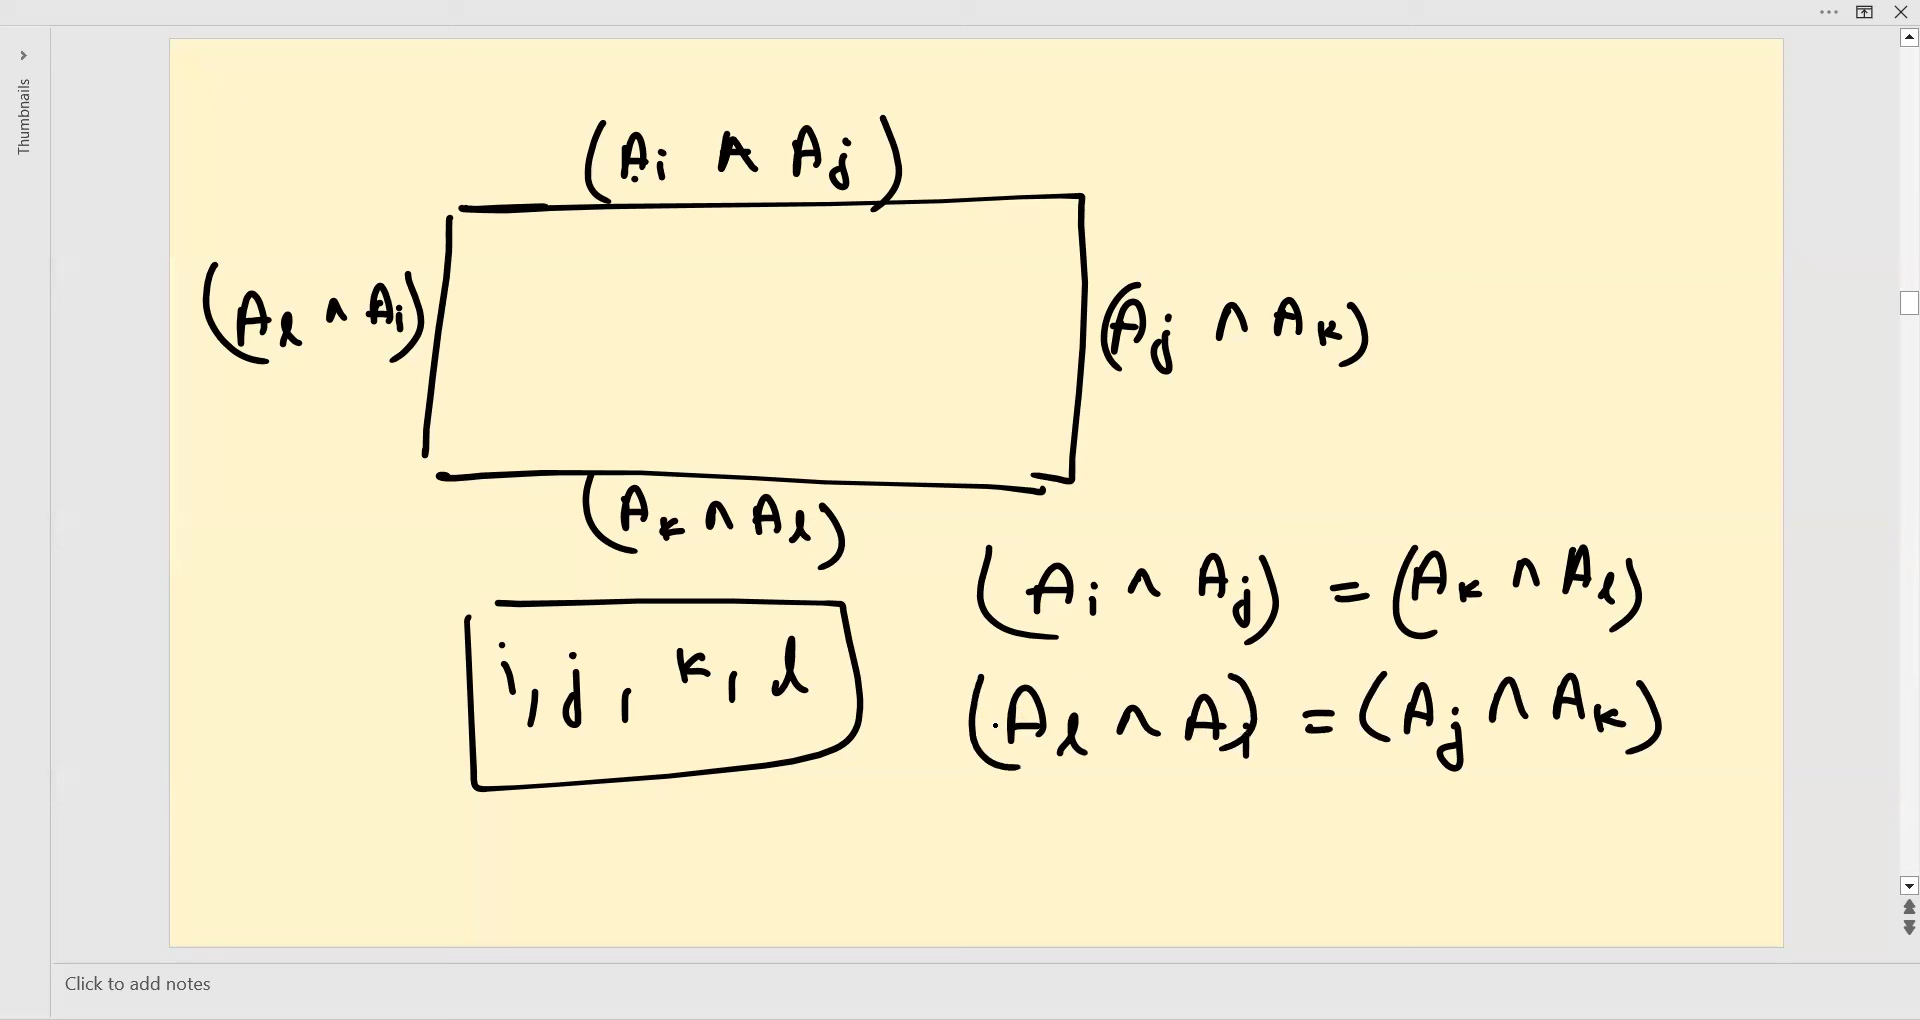 Thumbnails
(Ai ∧ Aj)
(Al ∧ Ai)
(Aj ∧ Ak)
(Ak ∧ Al)
(Ai ∧ Aj) = (Ak ∧ Al)
i, j, k, l
(Al ∧ Ai) = (Aj ∧ Ak)
Click to add notes